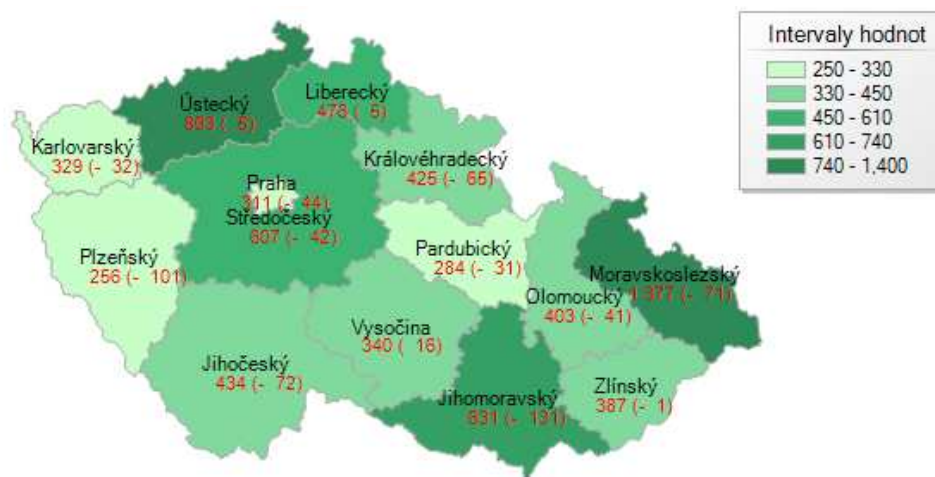 Intervaly hodnot
250 - 330
330 - 450
450 - 610
610 - 740
740 - 1,400
Ústecký
893 ( 5)
Liberecký
478 ( 5)
Karlovarský
329 (- 32)
Královéhradecký
425 (- 65)
Praha
311 (- 44)
Středočeský
607 (- 42)
Plzeňský
256 (- 101)
Pardubický
284 (- 31)
Moravskoslezský
1 377 (- 71)
Olomoucký
403 (- 41)
Vysočina
340 ( 16)
Jihočeský
434 (- 72)
Zlínský
387 (- 1)
Jihomoravský
631 (- 131)